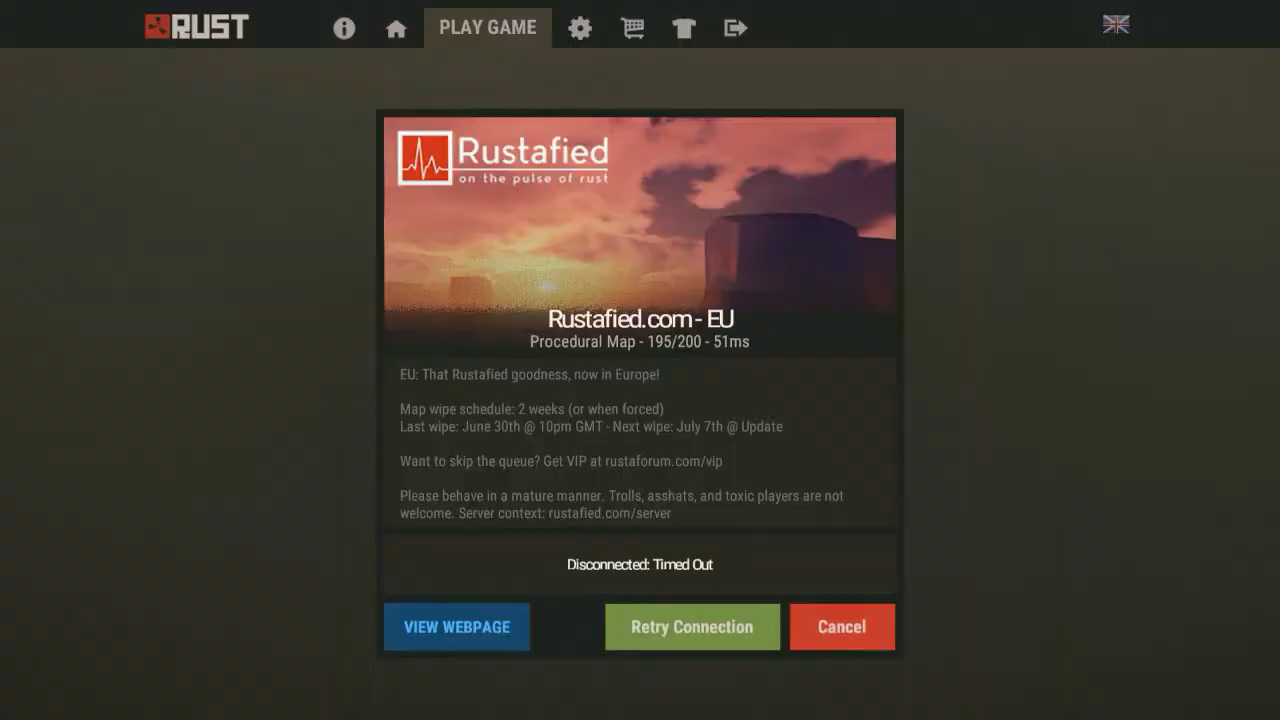 RUST
PLAY GAME
Rustafied
on the pulse of rust
Rustafied.com - EU
Procedural Map - 195/200 - 51ms
EU: That Rustafied goodness, now in Europe!
Map wipe schedule: 2 weeks (or when forced)
Last wipe: June 30th @ 10pm GMT - Next wipe: July 7th @ Update
Want to skip the queue? Get VIP at rustaforum.com/vip
Please behave in a mature manner. Trolls, asshats, and toxic players are not
welcome. Server context: rustafied.com/server
Disconnected: Timed Out
VIEW WEBPAGE
Retry Connection
Cancel